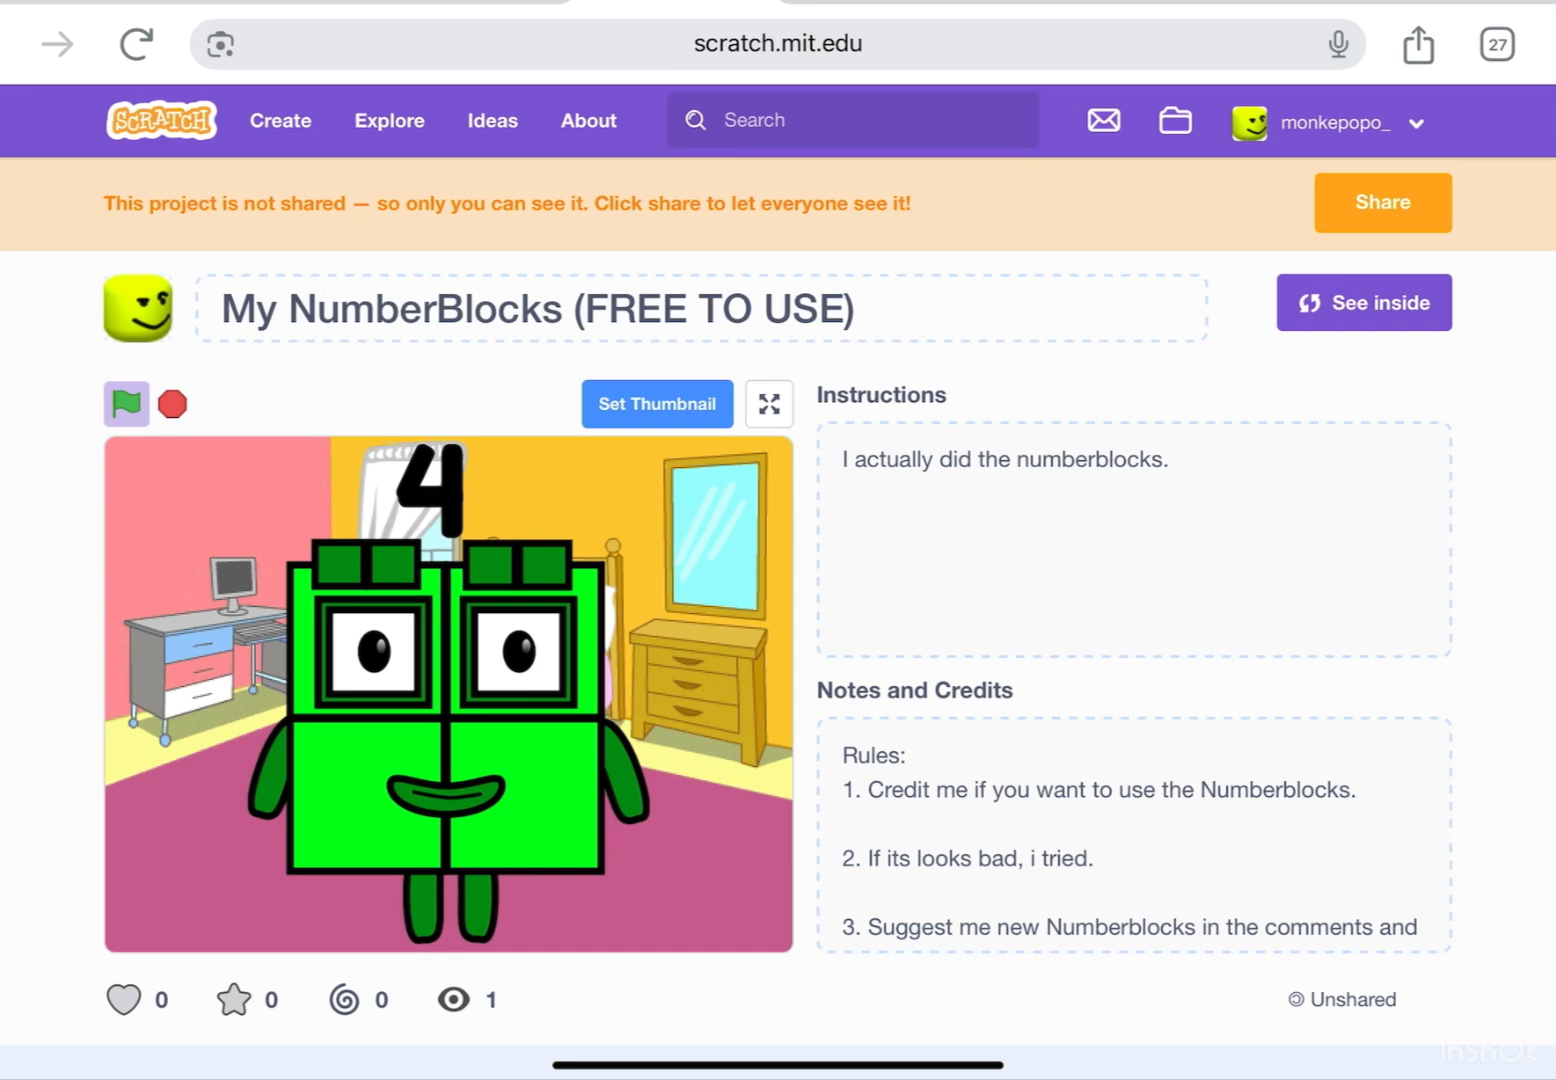 scratch.mit.edu
27
SCRATCH
Create
Explore
Ideas
About
Search
monkepopo_
This project is not shared — so only you can see it. Click share to let everyone see it!
Share
My NumberBlocks (FREE TO USE)
See inside
Set Thumbnail
4
Instructions
I actually did the numberblocks.
Notes and Credits
Rules:
1. Credit me if you want to use the Numberblocks.
2. If its looks bad, i tried.
3. Suggest me new Numberblocks in the comments and
0
0
0
1
Unshared
InShOt